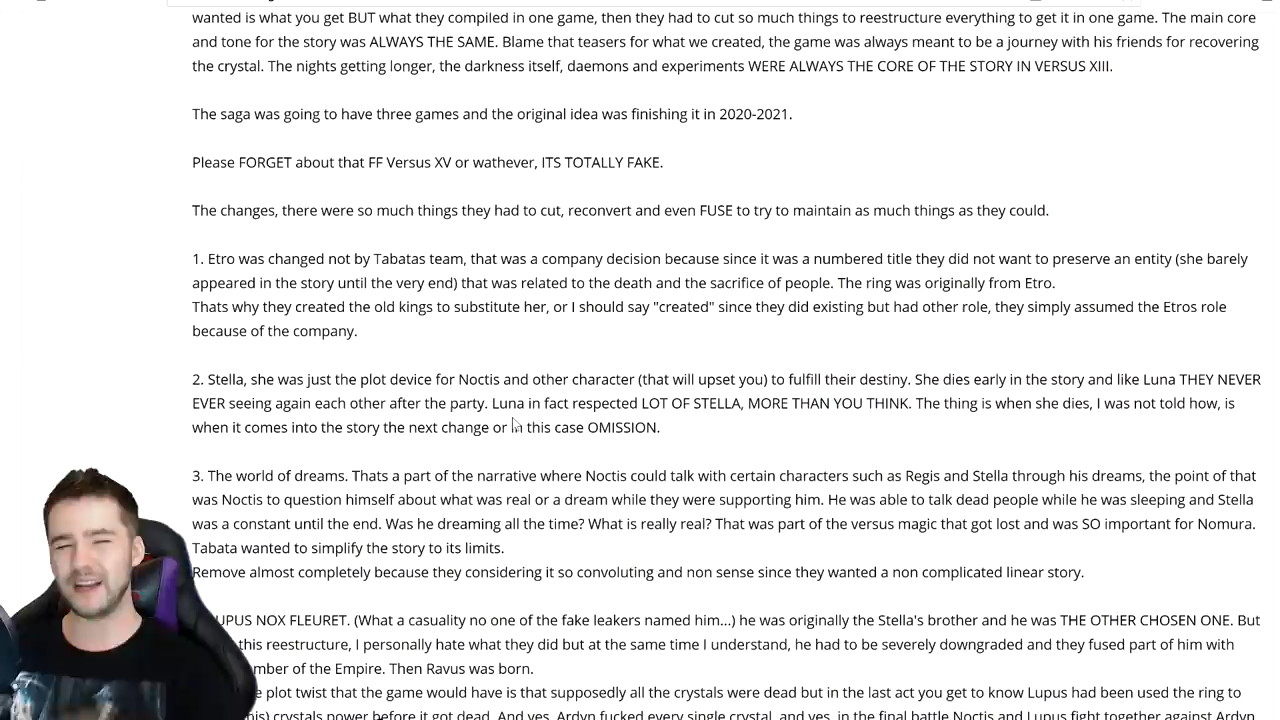 wanted is what you get BUT what they compiled in one game, then they had to cut so much things to reestructure everything to get it in one game. The main core
and tone for the story was ALWAYS THE SAME. Blame that teasers for what we created, the game was always meant to be a journey with his friends for recovering
the crystal. The nights getting longer, the darkness itself, daemons and experiments WERE ALWAYS THE CORE OF THE STORY IN VERSUS XIII.
The saga was going to have three games and the original idea was finishing it in 2020-2021.
Please FORGET about that FF Versus XV or wathever, ITS TOTALLY FAKE.
The changes, there were so much things they had to cut, reconvert and even FUSE to try to maintain as much things as they could.
1. Etro was changed not by Tabatas team, that was a company decision because since it was a numbered title they did not want to preserve an entity (she barely
appeared in the story until the very end) that was related to the death and the sacrifice of people. The ring was originally from Etro.
Thats why they created the old kings to substitute her, or I should say "created" since they did existing but had other role, they simply assumed the Etros role
because of the company.
2. Stella, she was just the plot device for Noctis and other character (that will upset you) to fulfill their destiny. She dies early in the story and like Luna THEY NEVER
EVER seeing again each other after the party. Luna in fact respected LOT OF STELLA, MORE THAN YOU THINK. The thing is when she dies, I was not told how, is
when it comes into the story the next change or in this case OMISSION.
3. The world of dreams. Thats a part of the narrative where Noctis could talk with certain characters such as Regis and Stella through his dreams, the point of that
was Noctis to question himself about what was real or a dream while they were supporting him. He was able to talk dead people while he was sleeping and Stella
was a constant until the end. Was he dreaming all the time? What is really real? That was part of the versus magic that got lost and was SO important for Nomura.
Tabata wanted to simplify the story to its limits.
Remove almost completely because they considering it so convoluting and non sense since they wanted a non complicated linear story.
UPUS NOX FLEURET. (What a casuality no one of the fake leakers named him...) he was originally the Stella's brother and he was THE OTHER CHOSEN ONE. But
this reestructure, I personally hate what they did but at the same time I understand, he had to be severely downgraded and they fused part of him with
mber of the Empire. Then Ravus was born.
e plot twist that the game would have is that supposedly all the crystals were dead but in the last act you get to know Lupus had been used the ring to
his) crystals power before it got dead. And yes, Ardyn fucked every single crystal, and yes, in the final battle Noctis and Lupus fight together against Ardyn